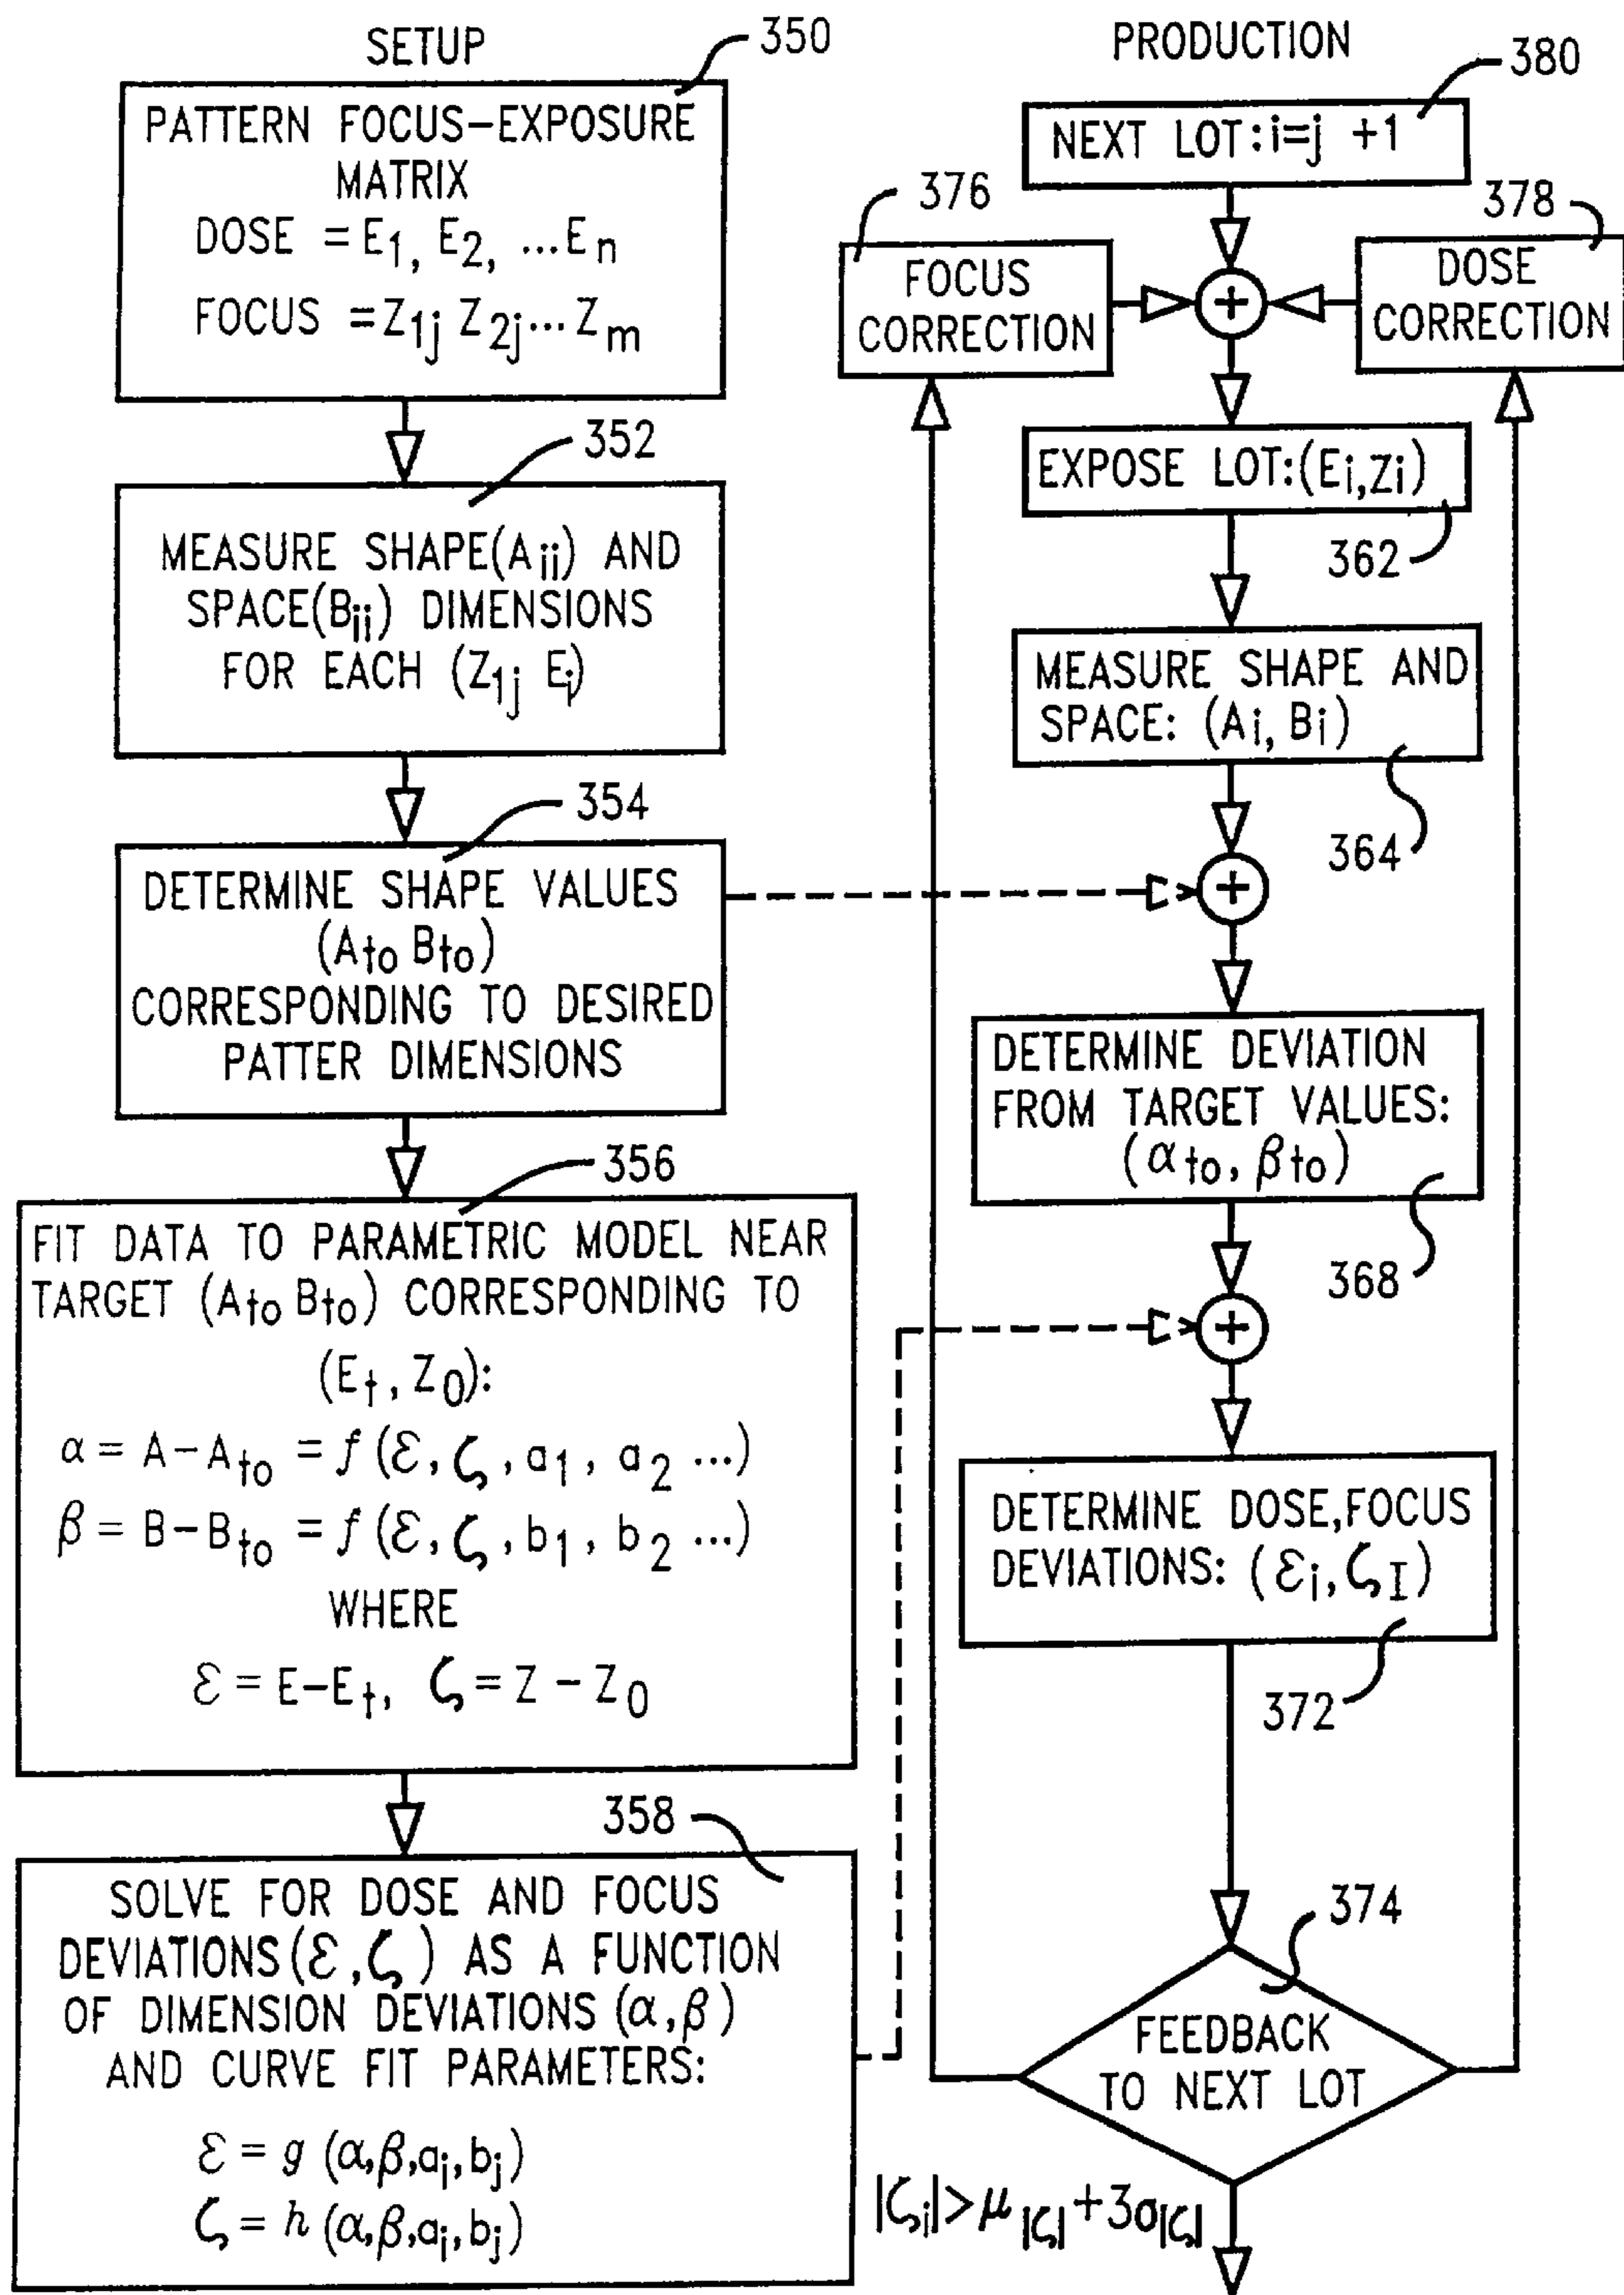 SETUP
350
PATTERN FOCUS-EXPOSURE
MATRIX
DOSE = E1, E2, ...En
FOCUS = Z1j Z2j... Zm
352
MEASURE SHAPE(Aii) AND
SPACE(Bii) DIMENSIONS
FOR EACH (Z1j Ei)
354
DETERMINE SHAPE VALUES
(Ato Bto)
CORRESPONDING TO DESIRED
PATTER DIMENSIONS
356
FIT DATA TO PARAMETRIC MODEL NEAR
TARGET (Ato Bto) CORRESPONDING TO
(Et, Z0):
α = A-Ato = f (ε, ζ, a1, a2 ...)
β = B-Bto = f (ε, ζ, b1, b2 ...)
WHERE
ε = E-Et, ζ = Z-Z0
358
SOLVE FOR DOSE AND FOCUS
DEVIATIONS(ε,ζ) AS A FUNCTION
OF DIMENSION DEVIATIONS (α,β)
AND CURVE FIT PARAMETERS:
ε = g (α,β,ai,bj)
ζ = h (α,β,ai,bj)
PRODUCTION
380
NEXT LOT: i=j +1
376
FOCUS
CORRECTION
+
378
DOSE
CORRECTION
EXPOSE LOT:(Ei,Zi)
362
MEASURE SHAPE AND
SPACE: (Ai, Bi)
364
+
DETERMINE DEVIATION
FROM TARGET VALUES:
(αto, βto)
368
+
DETERMINE DOSE,FOCUS
DEVIATIONS: (εi, ζI)
372
374
FEEDBACK
TO NEXT LOT
|ζi|>μ|ζ|+3σ|ζ|